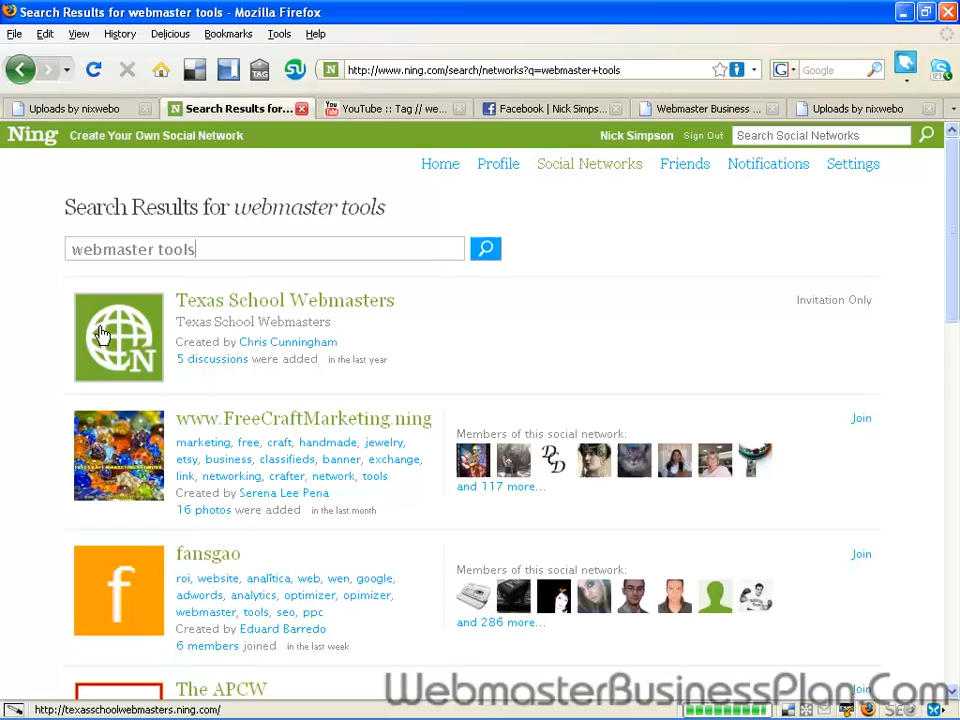 Search Results for webmaster tools - Mozilla Firefox
File Edit View History Delicious Bookmarks Tools Help
N http://www.ning.com/search/networks?q=webmaster+tools G Google
TAG
Uploads by nixwebo N Search Results for... YouTube :: Tag // we... Facebook | Nick Simps... Webmaster Business ... Uploads by nixwebo
Ning Create Your Own Social Network Nick Simpson Sign Out Search Social Networks
Home Profile Social Networks Friends Notifications Settings
Search Results for webmaster tools
webmaster tools
Texas School Webmasters Invitation Only
Texas School Webmasters
Created by Chris Cunningham
5 discussions were added in the last year
N
www.FreeCraftMarketing.ning Join
marketing, free, craft, handmade, jewelry,
etsy, business, classifieds, banner, exchange,
link, networking, crafter, network, tools
Created by Serena Lee Pena
16 photos were added in the last month
Members of this social network:
and 117 more...
fansgao Join
roi, website, analítica, web, wen, google,
adwords, analytics, optimizer, opimizer,
webmaster, tools, seo, ppc
Created by Eduard Barredo
6 members joined in the last week
Members of this social network:
and 286 more...
f
The APCW Join
WebmasterBusinessPlan.Com
http://texasschoolwebmasters.ning.com/